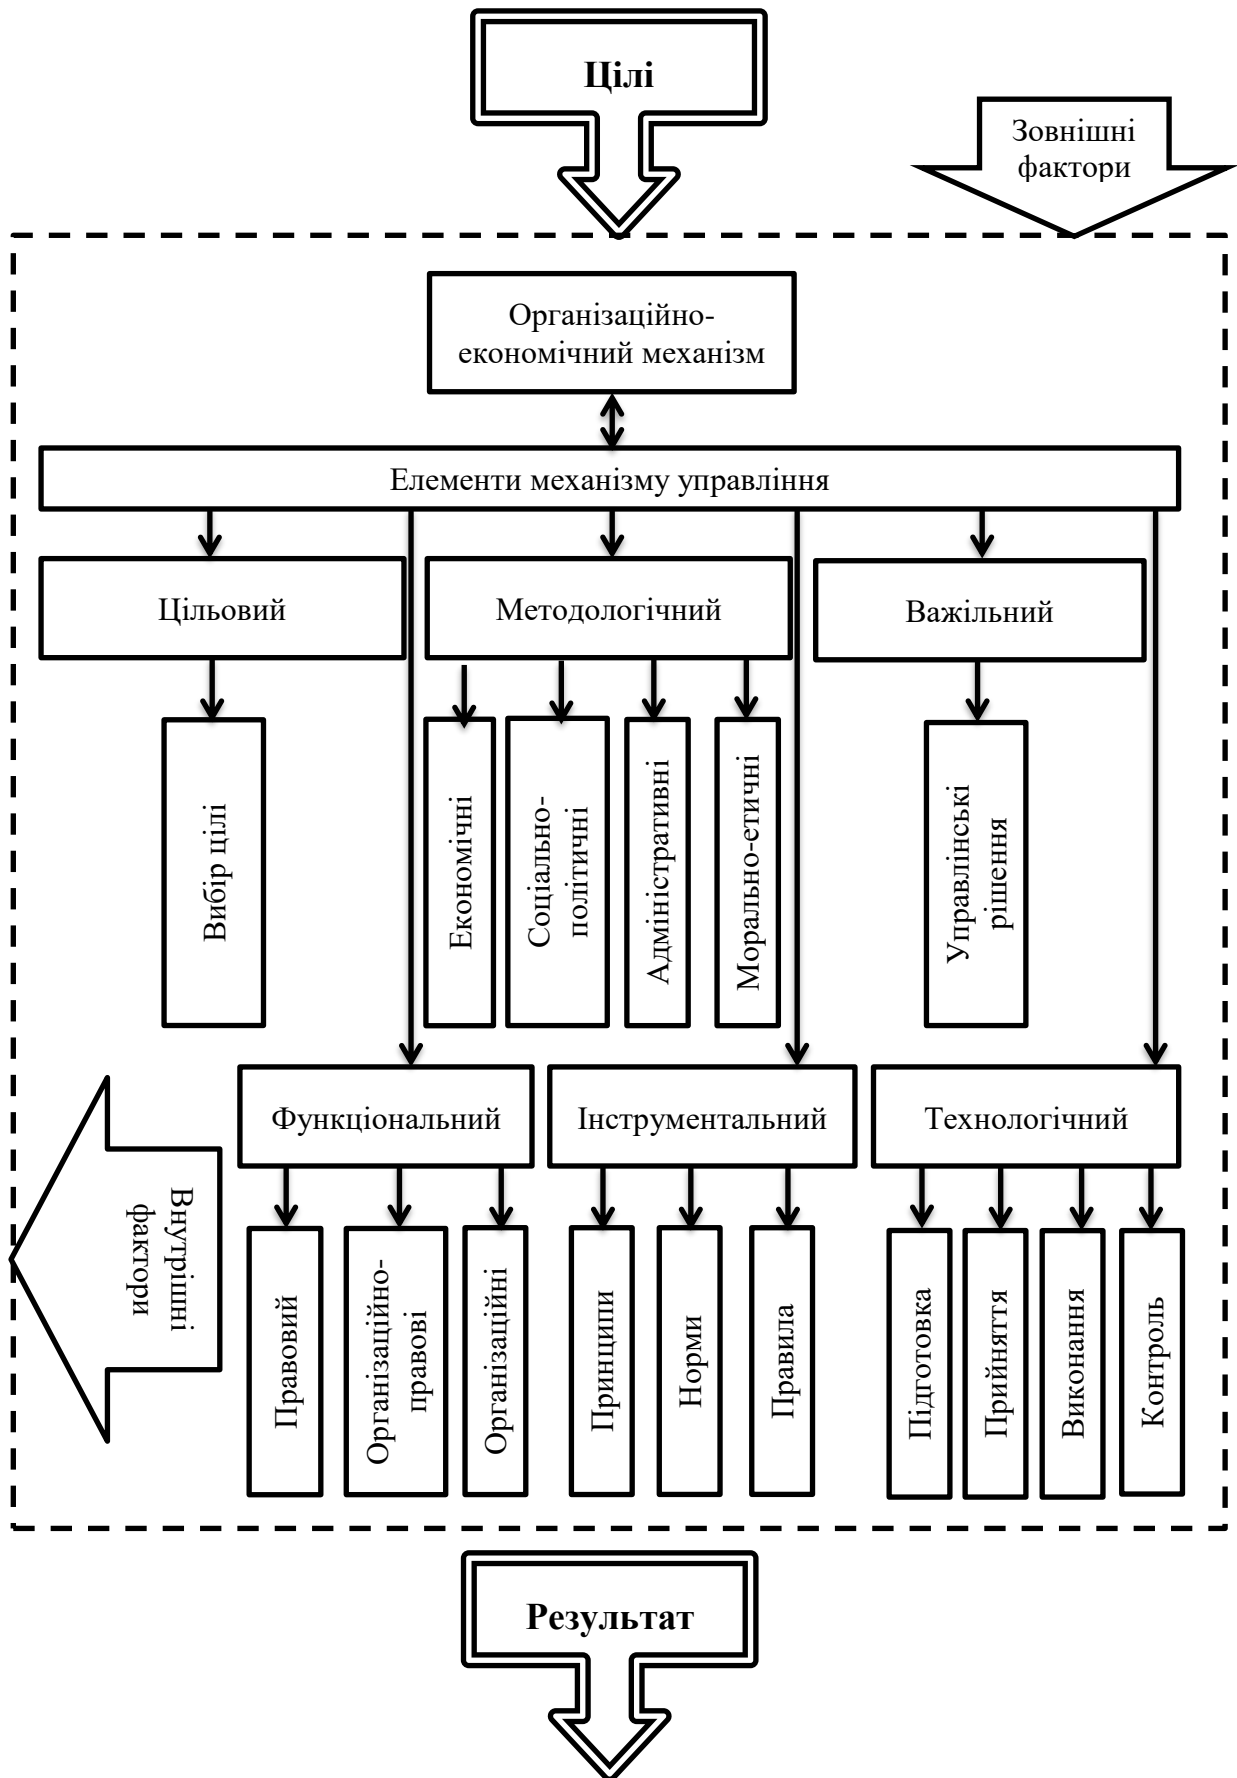 Цілі
Зовнішні
фактори
Організаційно-
економічний механізм
Елементи механізму управління
Цільовий
Методологічний
Важільний
Вибір цілі
Економічні
Соціально-
політичні
Адміністративні
Морально-етичні
Управлінські
рішення
Функціональний
Інструментальний
Технологічний
Внутрішні
фактори
Правовий
Організаційно-
правові
Організаційні
Принципи
Норми
Правила
Підготовка
Прийняття
Виконання
Контроль
Результат